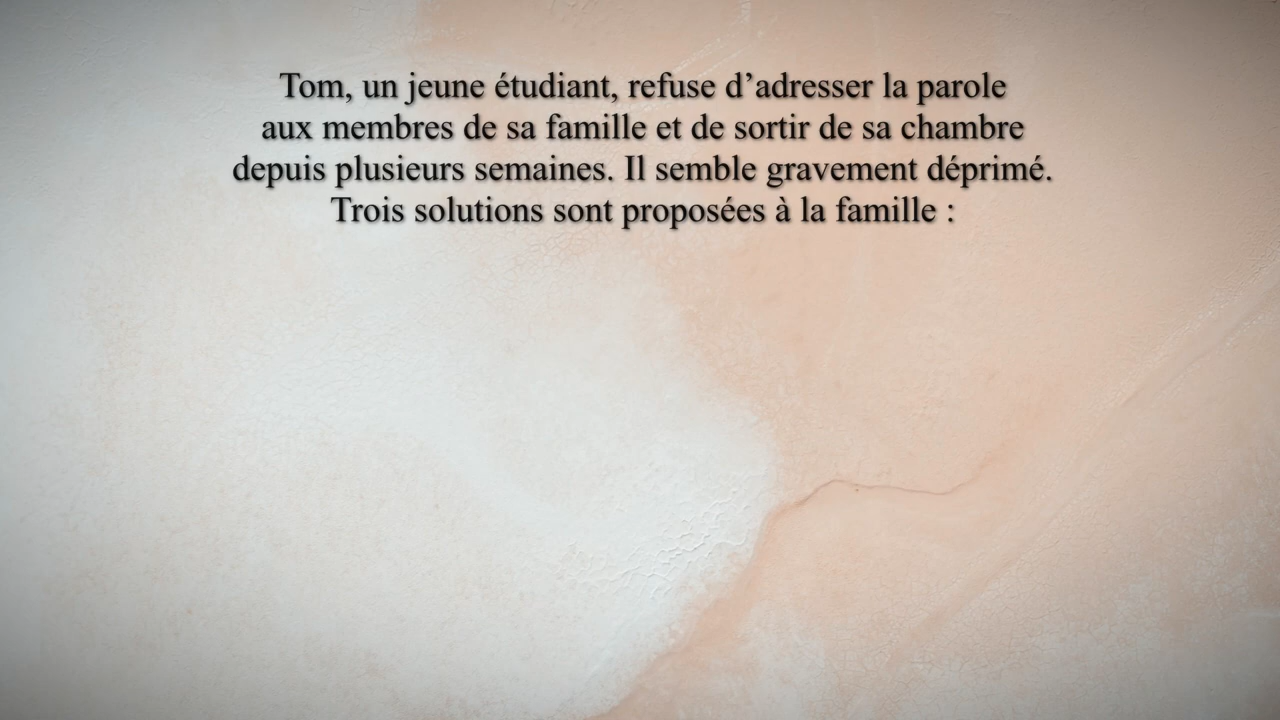 Tom, un jeune étudiant, refuse d’adresser la parole
aux membres de sa famille et de sortir de sa chambre
depuis plusieurs semaines. Il semble gravement déprimé.
Trois solutions sont proposées à la famille :